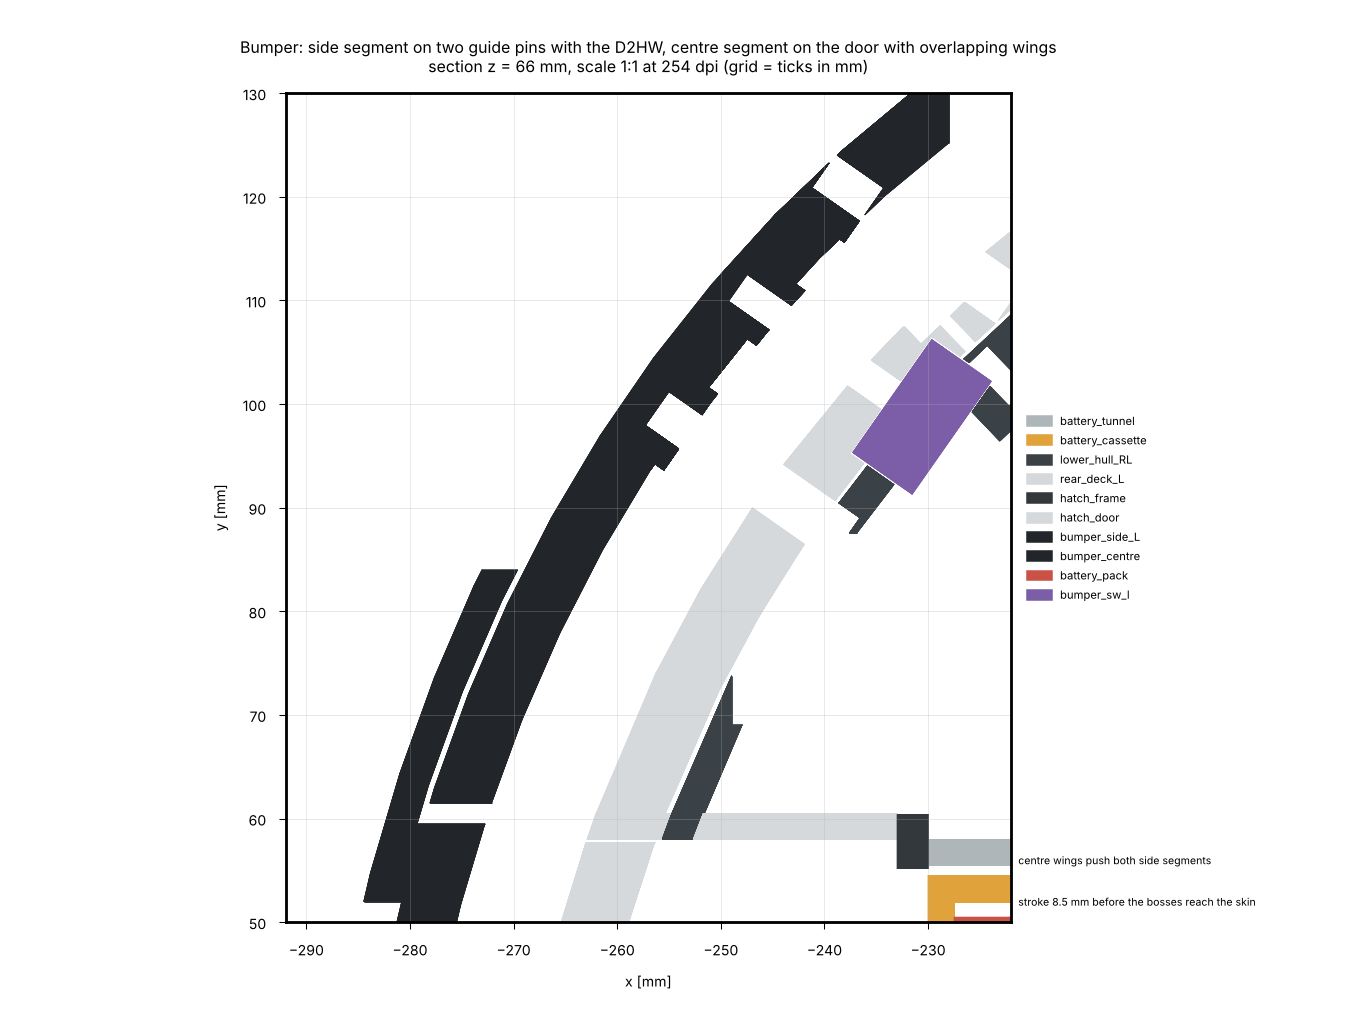 Bumper: side segment on two guide pins with the D2HW, centre segment on the door with overlapping wings
section z = 66 mm, scale 1:1 at 254 dpi (grid = ticks in mm)
130
120
110
100
90
80
70
60
50
y [mm]
−290
−280
−270
−260
−250
−240
−230
x [mm]
battery_tunnel
battery_cassette
lower_hull_RL
rear_deck_L
hatch_frame
hatch_door
bumper_side_L
bumper_centre
battery_pack
bumper_sw_l
centre wings push both side segments
stroke 8.5 mm before the bosses reach the skin